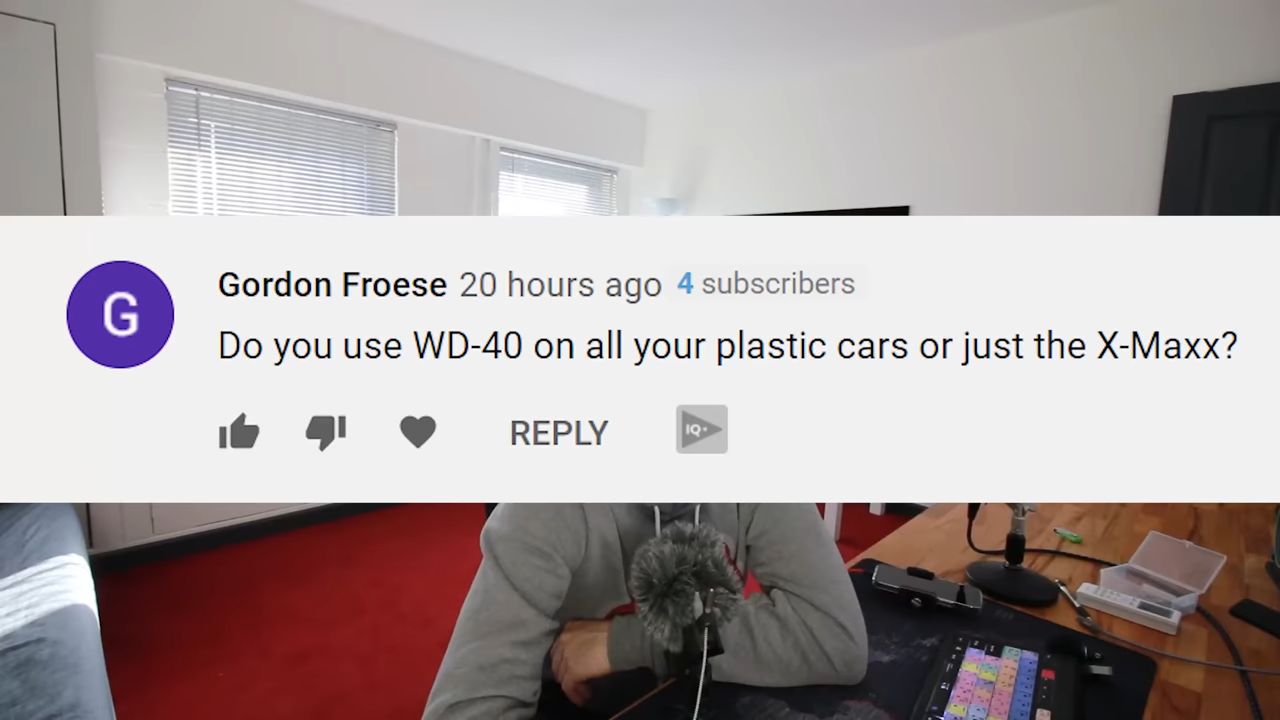 G
Gordon Froese 20 hours ago 4 subscribers
Do you use WD-40 on all your plastic cars or just the X-Maxx?
REPLY
IQ